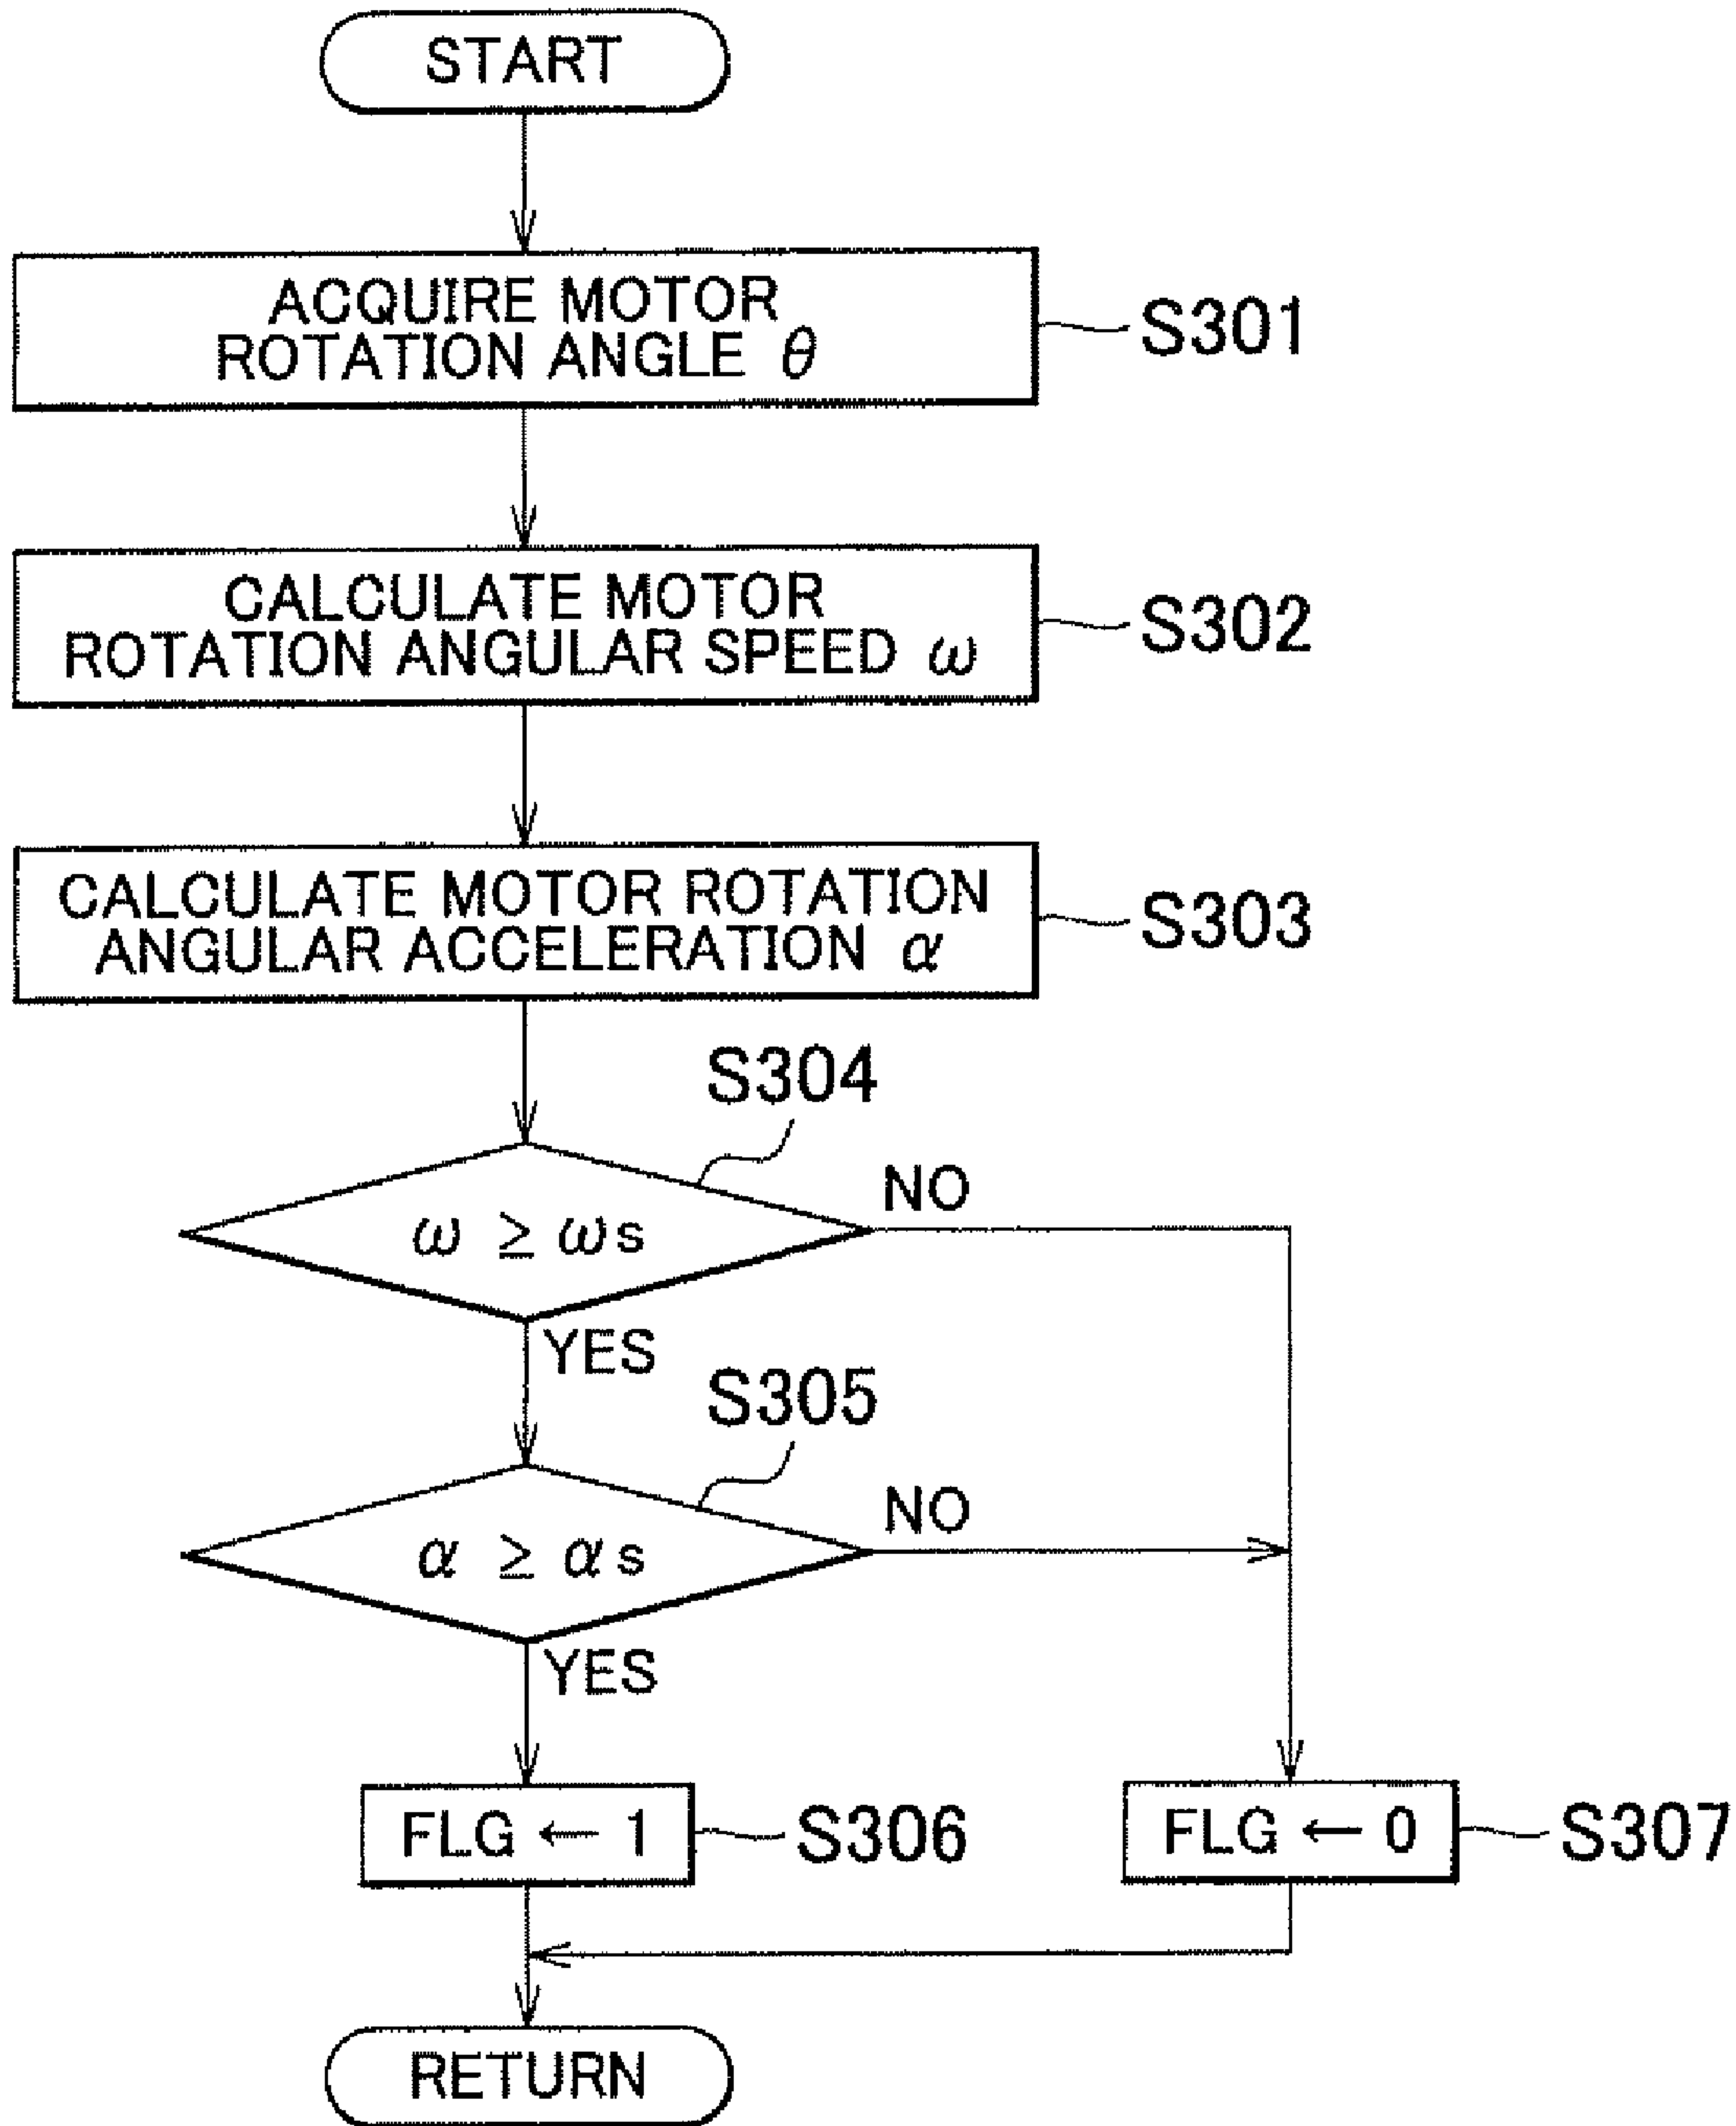 START
ACQUIRE MOTOR
ROTATION ANGLE θ
S301
CALCULATE MOTOR
ROTATION ANGULAR SPEED ω
S302
CALCULATE MOTOR ROTATION
ANGULAR ACCELERATION α
S303
S304
ω ≥ ωs
NO
YES
S305
α ≥ αs
NO
YES
FLG ← 1
S306
FLG ← 0
S307
RETURN